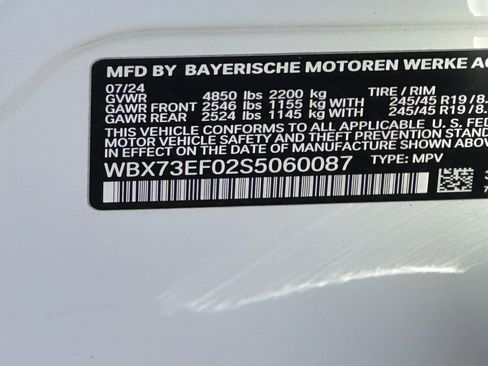 MFD BY BAYERISCHE MOTOREN WERKE AG
07/24 TIRE / RIM
GVWR 4850 lbs 2200 kg
GAWR FRONT 2546 lbs 1155 kg WITH 245/45 R19/8.
GAWR REAR 2524 lbs 1145 kg WITH 245/45 R19/8.
THIS VEHICLE CONFORMS TO ALL APPLICABLE U.S. FED
MOTOR VEHICLE SAFETY AND THEFT PREVENTION STAND
IN EFFECT ON THE DATE OF MANUFACTURE SHOWN ABOVE.
WBX73EF02S5060087 TYPE: MPV